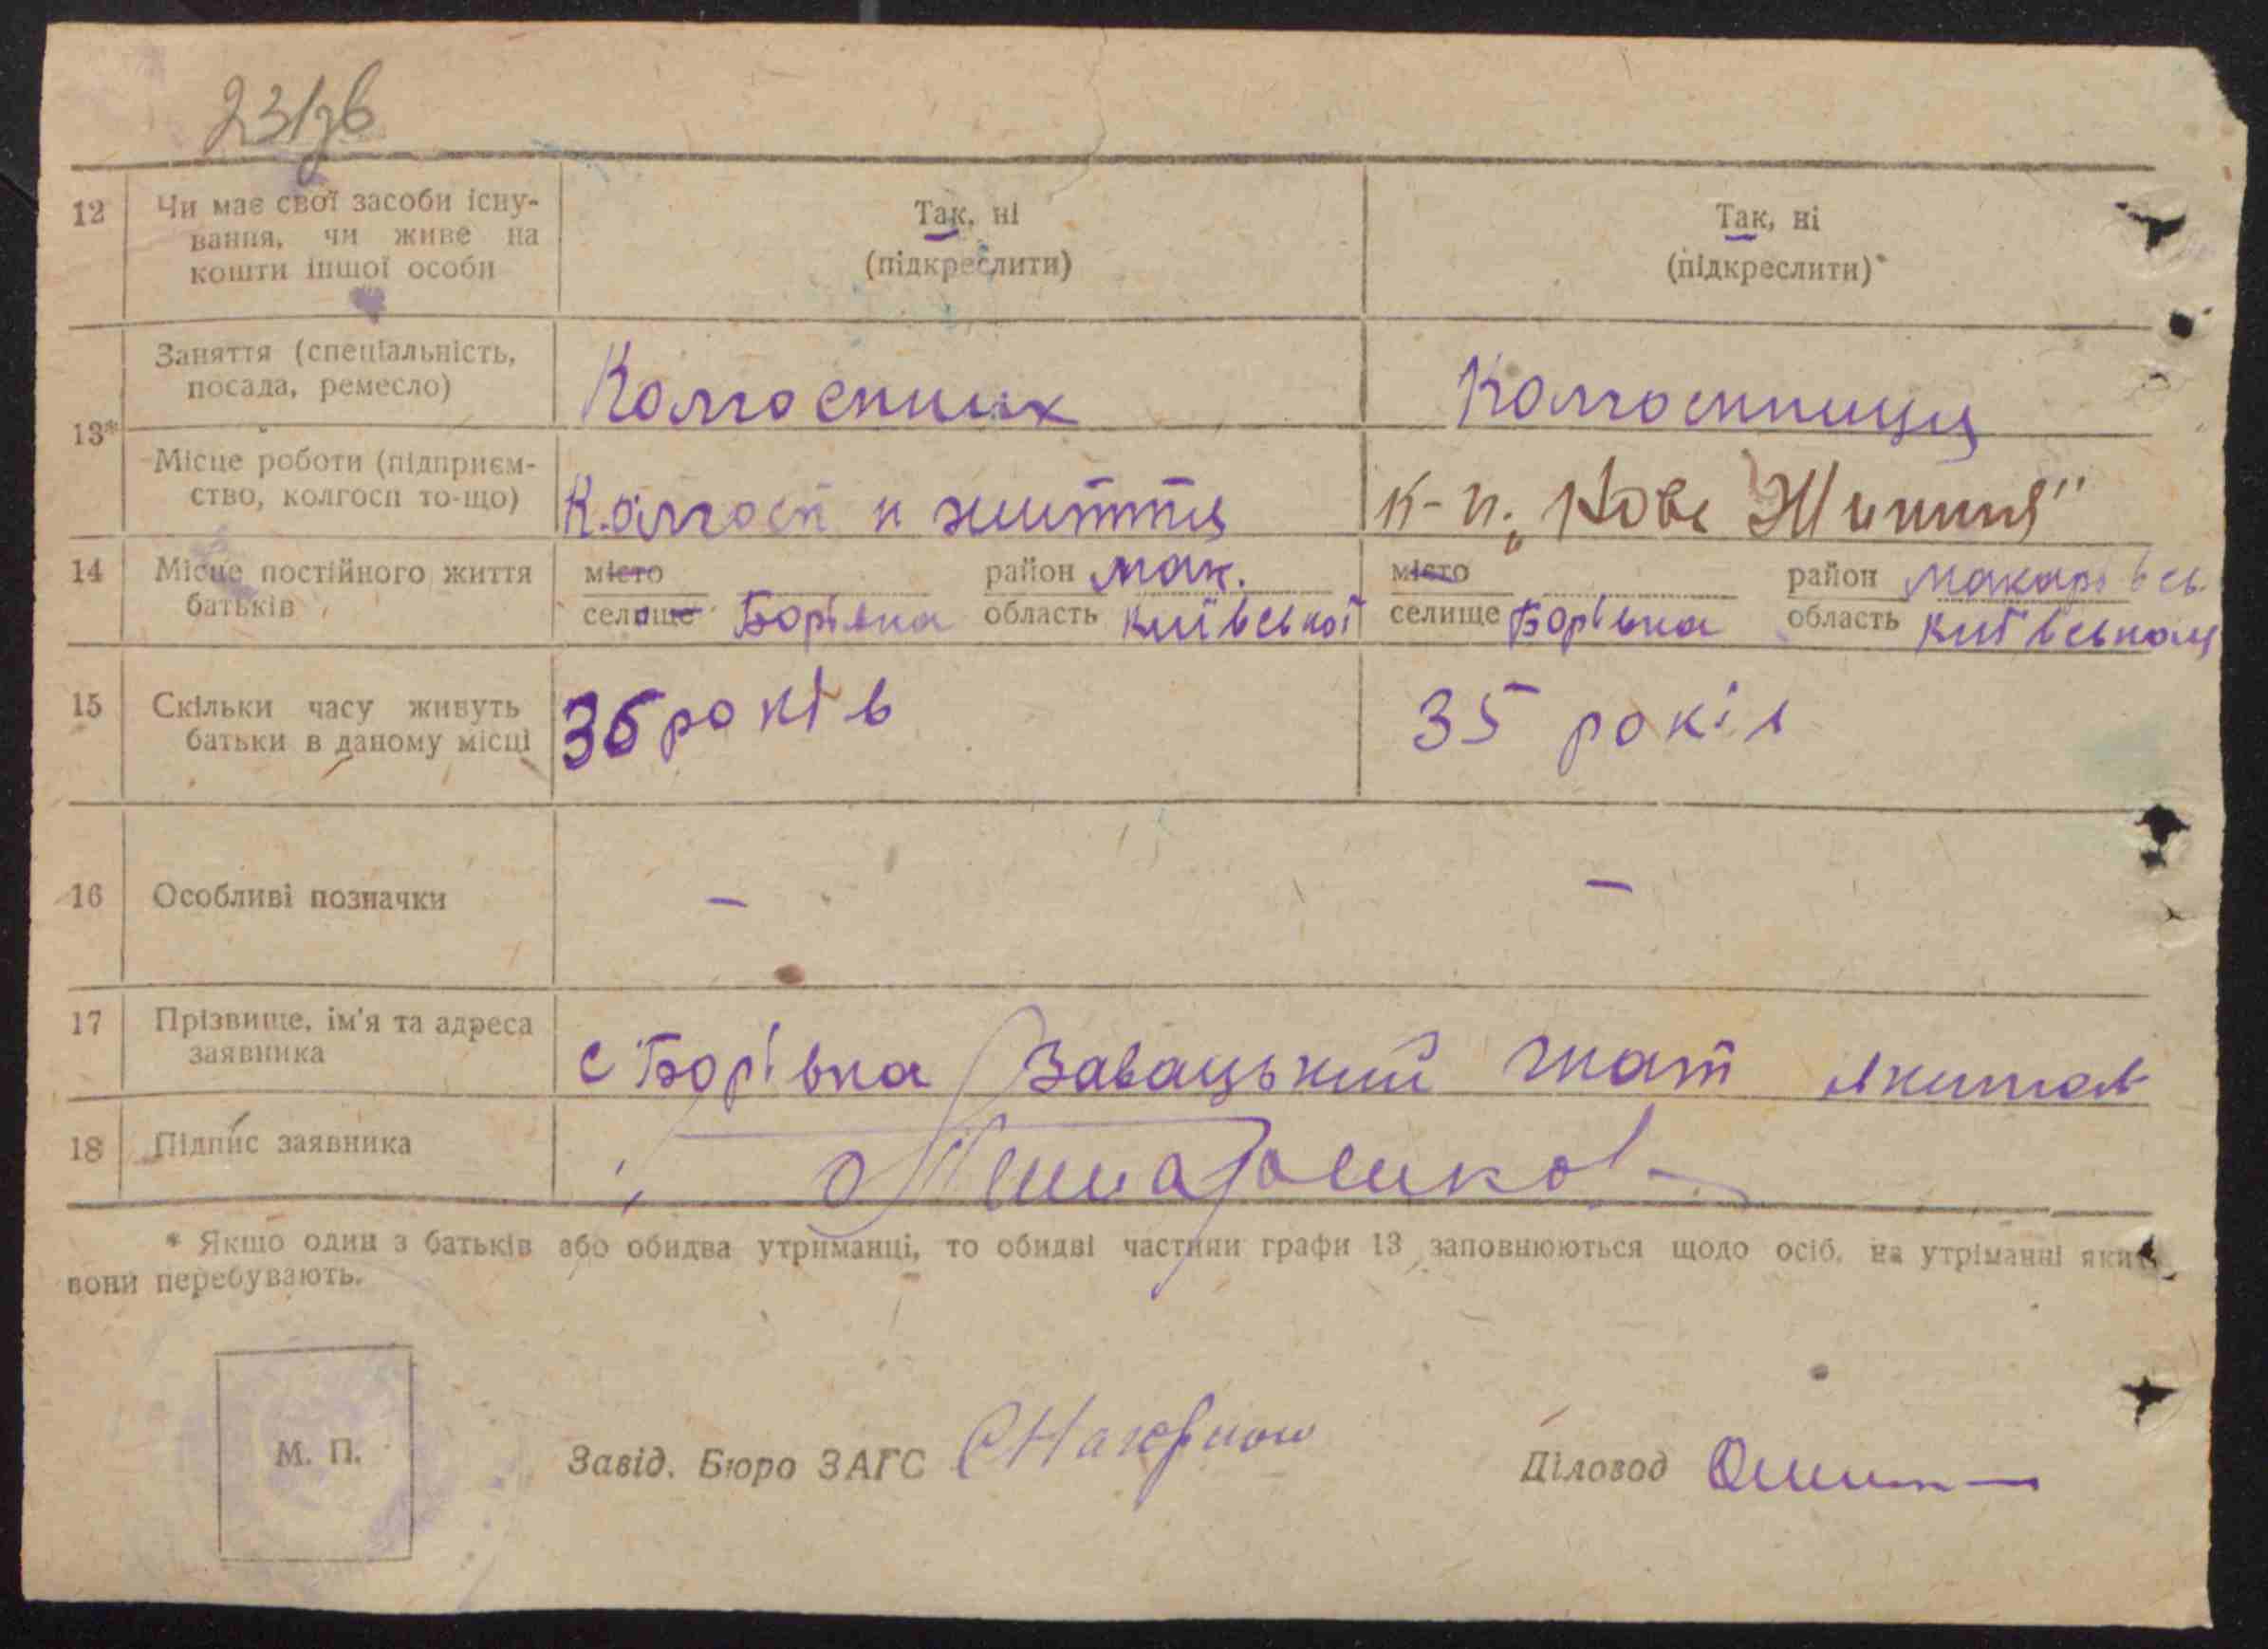 231зв
12 Чи має свої засоби існу- Так, ні Так, ні
вання, чи живе на
кошти іншої особи (підкреслити) (підкреслити)
Заняття (спеціальність,
посада, ремесло) Колгоспник Колгоспниця
13*
Місце роботи (підприєм-
ство, колгосп то-що) Колгосп н життя к-п. „Нове Життя"
14 Місце постійного життя місто район Мак. місто район Макарівсь
батьків селище Борівка область Київської селище Борівка область
15 Скільки часу живуть 36 років 35 років
батьки в даному місці
16 Особливі позначки – –
17 Прізвище, ім'я та адреса
заявника с Борівка Завацький
18 Підпис заявника
* Якщо один з батьків або обидва утриманці, то обидві частини графи 13 заповнюються щодо осіб, на утріманні яких
вони перебувають.
М. П.
Завід. Бюро ЗАГС Діловод